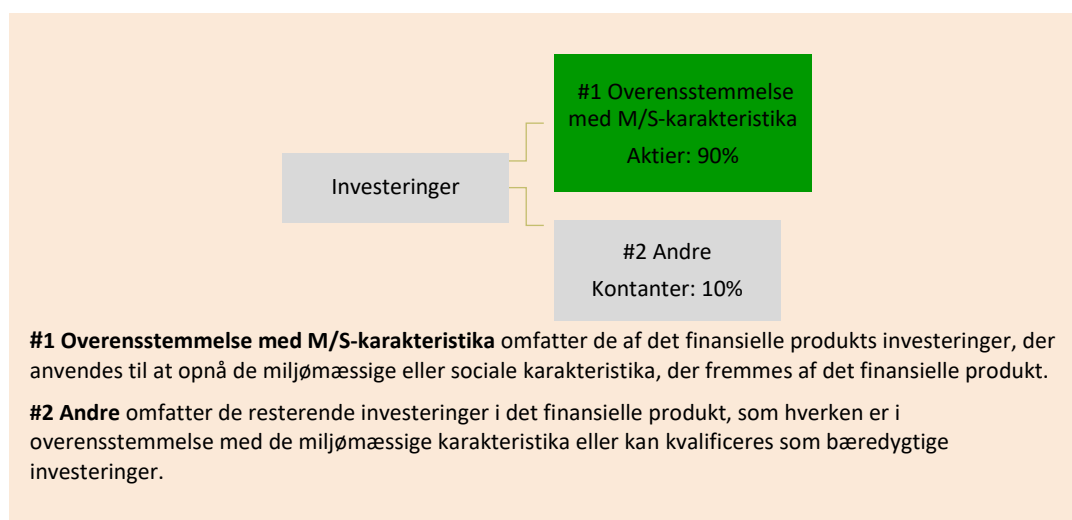 #1 Overensstemmelse
med M/S-karakteristika
Aktier: 90%
Investeringer
#2 Andre
Kontanter: 10%
#1 Overensstemmelse med M/S-karakteristika omfatter de af det finansielle produkts investeringer, der
anvendes til at opnå de miljømæssige eller sociale karakteristika, der fremmes af det finansielle produkt.
#2 Andre omfatter de resterende investeringer i det finansielle produkt, som hverken er i
overensstemmelse med de miljømæssige karakteristika eller kan kvalificeres som bæredygtige
investeringer.